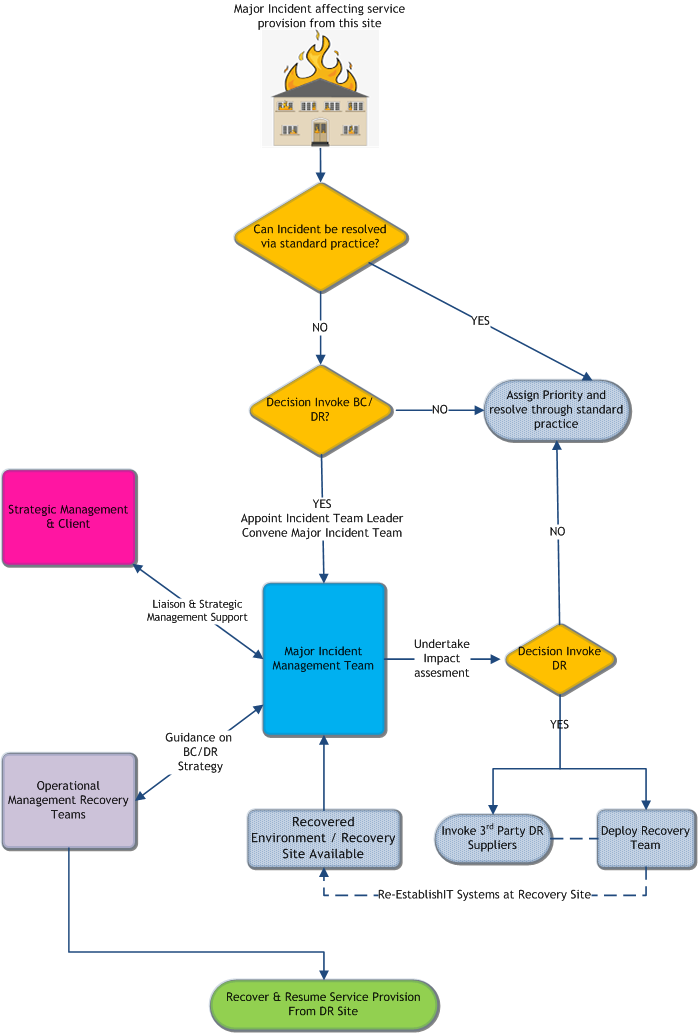 Major Incident affecting service
provision from this site
Can Incident be resolved
via standard practice?
YES
NO
Decision Invoke BC/
DR?
NO
Assign Priority and
resolve through standard
practice
YES
Appoint Incident Team Leader
Convene Major Incident Team
Strategic Management
& Client
NO
Liaison & Strategic
Management Support
Major Incident
Management Team
Undertake
Impact
assesment
Decision Invoke
DR
YES
Guidance on
BC/DR
Strategy
Operational
Management Recovery
Teams
Recovered
Environment / Recovery
Site Available
Invoke 3rd Party DR
Suppliers
Deploy Recovery
Team
Re-EstablishIT Systems at Recovery Site
Recover & Resume Service Provision
From DR Site